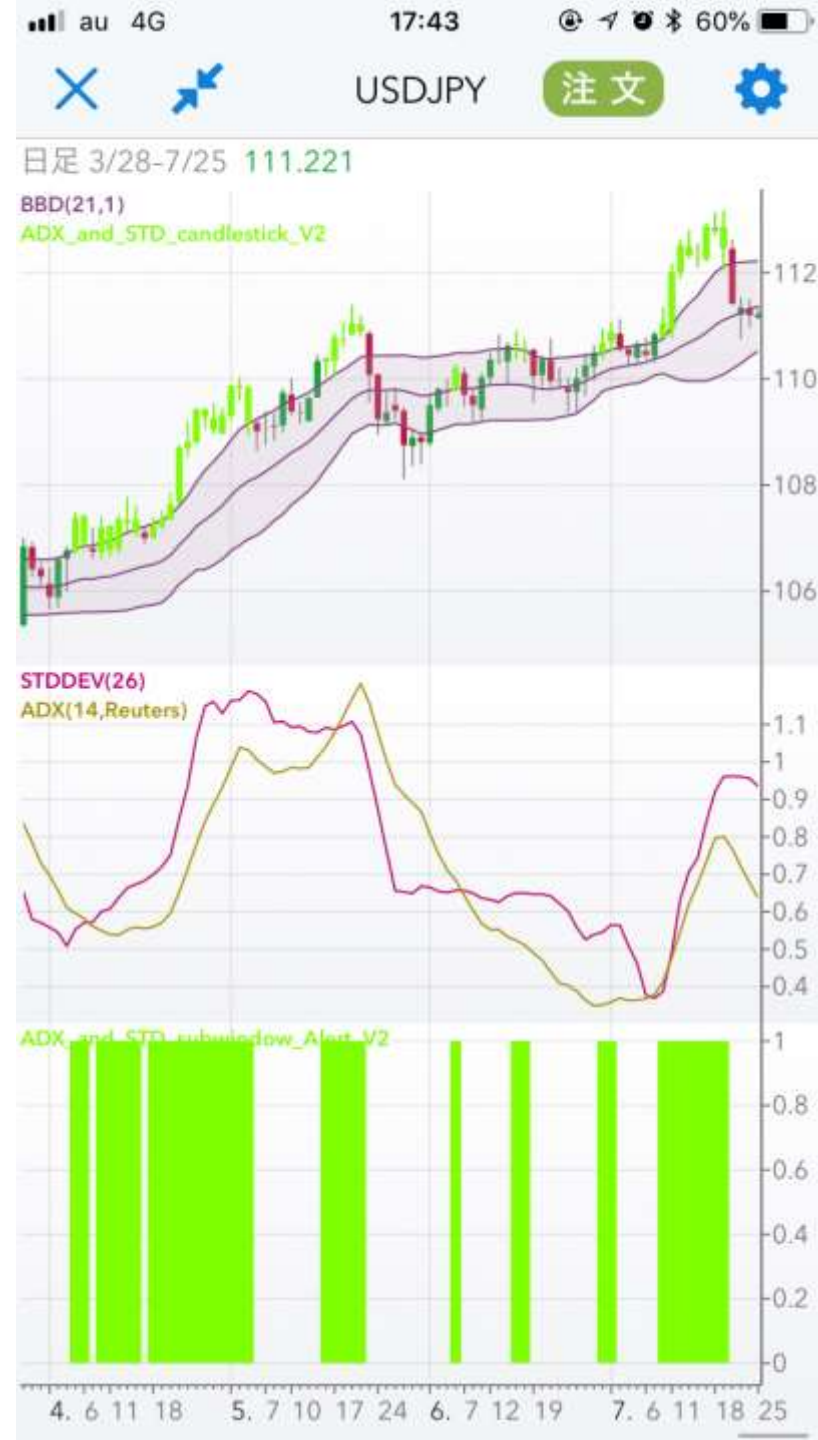 au 4G 17:43 60%
USDJPY 注文
日足 3/28-7/25 111.221
BBD(21,1)
ADX_and_STD_candlestick_V2
112
110
108
106
STDDEV(26)
ADX(14,Reuters)
1.1
1
0.9
0.8
0.7
0.6
0.5
0.4
ADX_and_STD_subwindow_Alert_V2
1
0.8
0.6
0.4
0.2
0
4. 6 11 18 5. 7 10 17 24 6. 7 12 19 7. 6 11 18 25